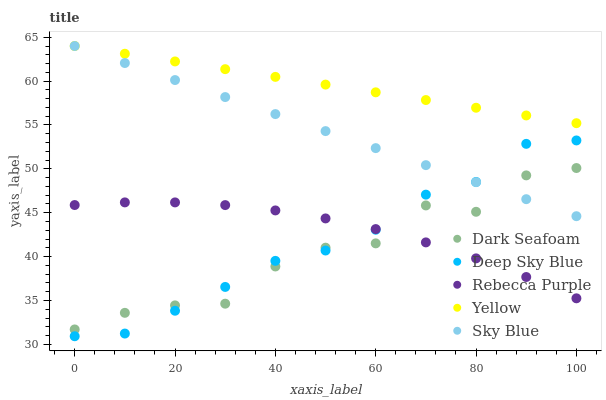 title
yaxis_label
65
60
55
50
45
40
35
30
0
20
40
60
80
100
xaxis_label
Dark Seafoam
Deep Sky Blue
Rebecca Purple
Yellow
Sky Blue